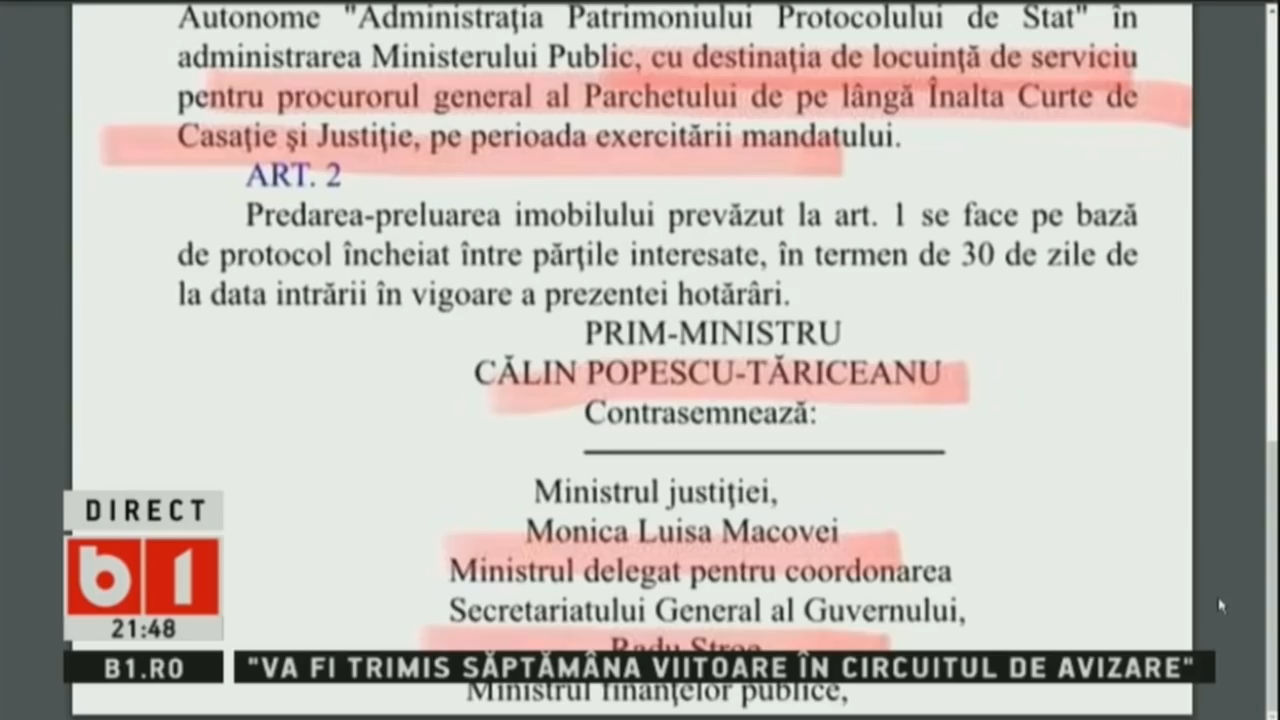 Autonome "Administraţia Patrimoniului Protocolului de Stat" în
administrarea Ministerului Public, cu destinaţia de locuinţă de serviciu
pentru procurorul general al Parchetului de pe lângă Înalta Curte de
Casaţie şi Justiţie, pe perioada exercitării mandatului.
ART. 2
Predarea-preluarea imobilului prevăzut la art. 1 se face pe bază
de protocol încheiat între părţile interesate, în termen de 30 de zile de
la data intrării în vigoare a prezentei hotărâri.
PRIM-MINISTRU
CĂLIN POPESCU-TĂRICEANU
Contrasemnează:
Ministrul justiţiei,
Monica Luisa Macovei
Ministrul delegat pentru coordonarea
Secretariatului General al Guvernului,
Radu Stroe
Ministrul finanţelor publice,
DIRECT
b1
21:48
B1.RO
"VA FI TRIMIS SĂPTĂMÂNA VIITOARE ÎN CIRCUITUL DE AVIZARE"